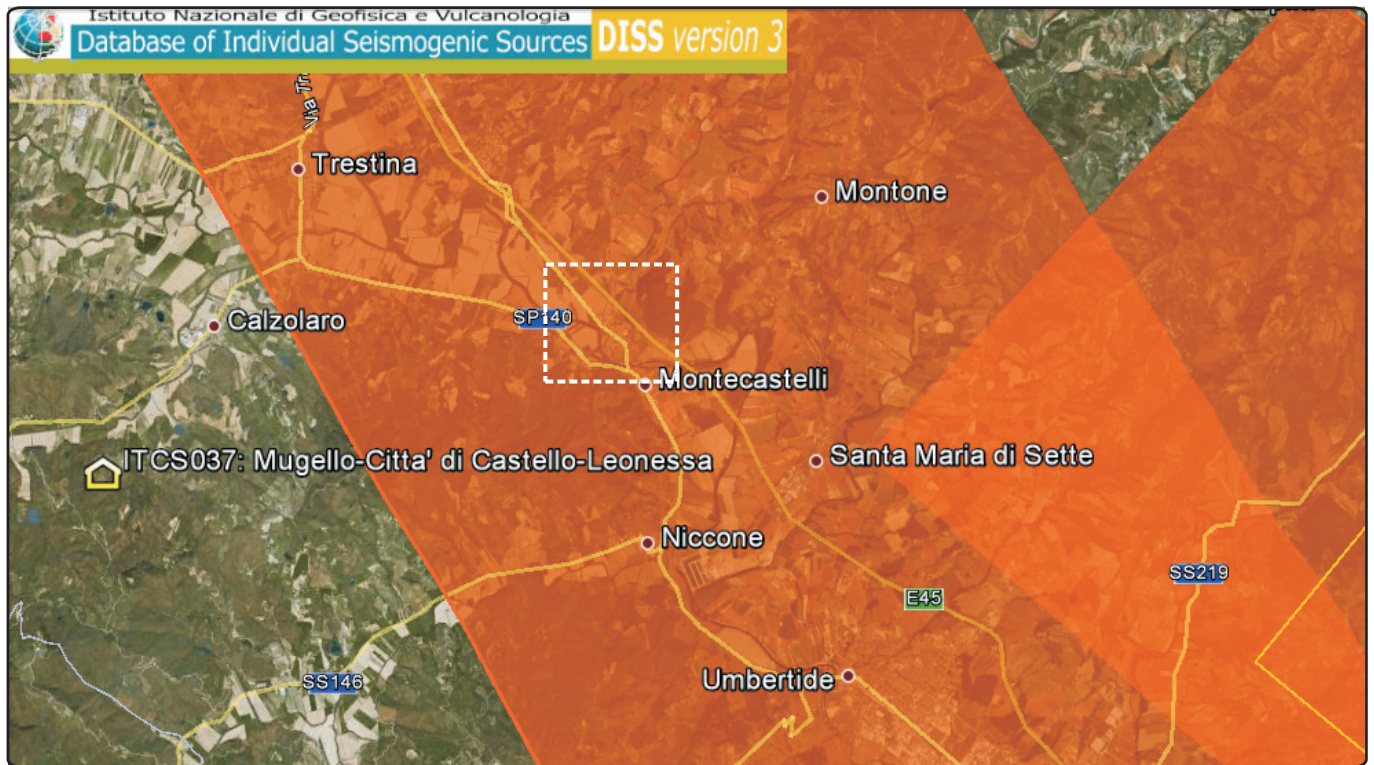 Istituto Nazionale di Geofisica e Vulcanologia
Database of Individual Seismogenic Sources DISS version 3
Trestina
Montone
SP140
Calzolaro
Montecastelli
ITCS037: Mugello-Citta' di Castello-Leonessa
Santa Maria di Sette
Niccone
SS219
E45
SS146
Umbertide